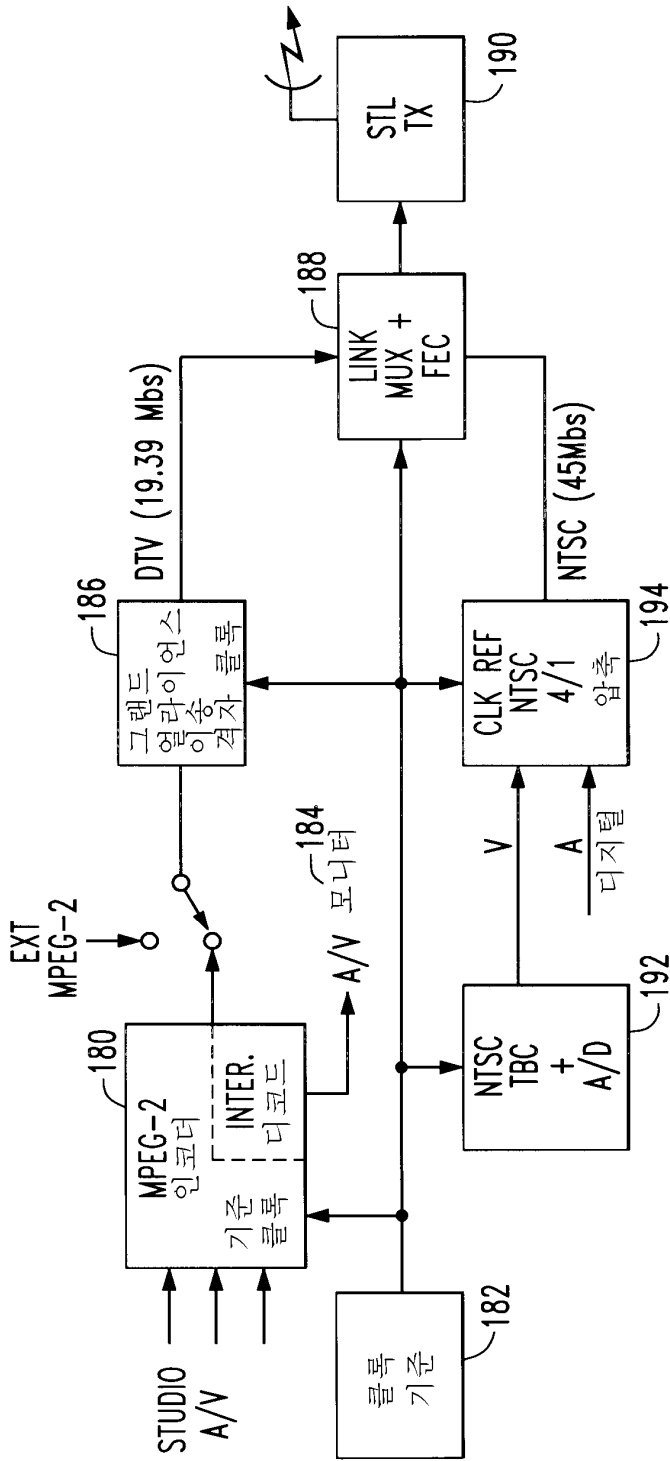 STUDIO
A/V
180
MPEG-2
인코더
INTER.
디코드
기준
클록
EXT
MPEG-2
A/V 모니터
184
186
그랜드
얼라이언스
이송
격자 클록
DTV (19.39 Mbs)
188
LINK
MUX +
FEC
STL
TX
190
클록
기준
182
NTSC
TBC
+
A/D
192
V
A
디지털
CLK REF
NTSC
4/1
압축
194
NTSC (45Mbs)